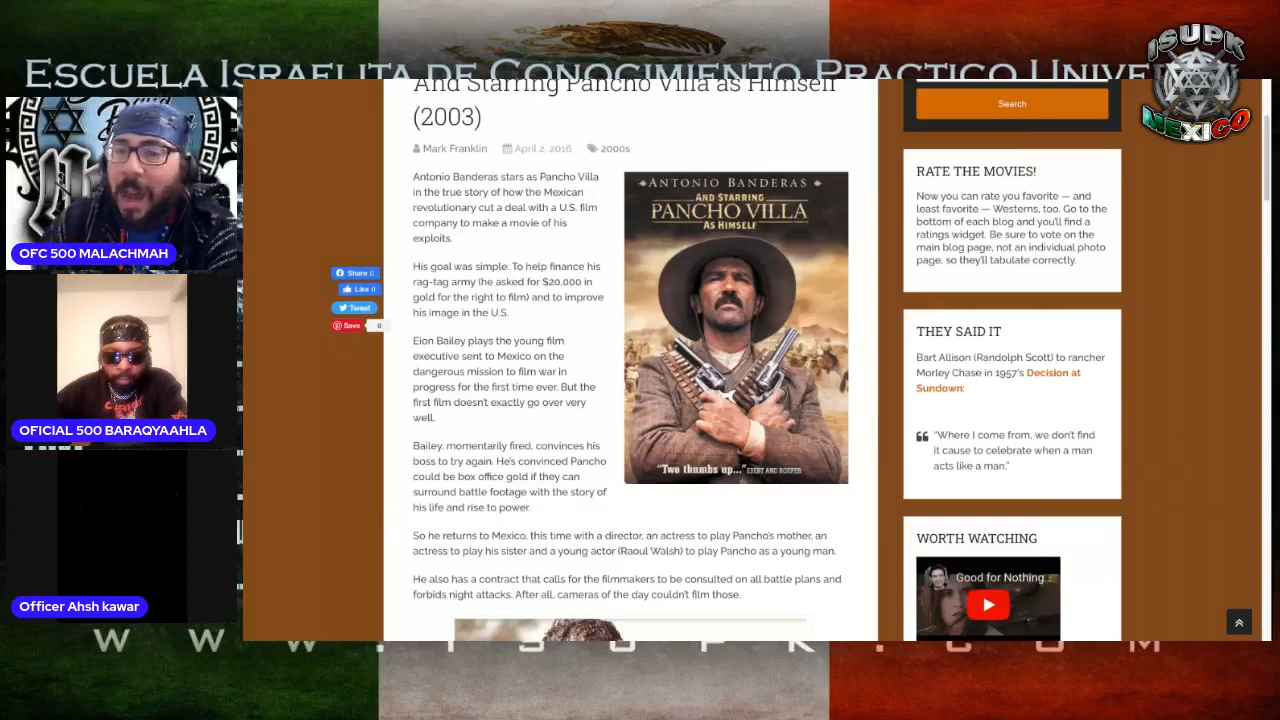 ESCUELA ISRAELITA DE CONOCIMIENTO PRACTICO UNIVE
ISUPK
MEXICO
OFC 500 MALACHMAH
OFICIAL 500 BARAQYAAHLA
Officer Ahsh kawar
And Starring Pancho Villa as Himself
(2003)
Mark Franklin April 2, 2016 2000s
Antonio Banderas stars as Pancho Villa
in the true story of how the Mexican
revolutionary cut a deal with a U.S. film
company to make a movie of his
exploits.
His goal was simple: To help finance his
rag-tag army (he asked for $20,000 in
gold for the right to film) and to improve
his image in the U.S.
Eion Bailey plays the young film
executive sent to Mexico on the
dangerous mission to film war in
progress for the first time ever. But the
first film doesn't exactly go over very
well.
Bailey, momentarily fired, convinces his
boss to try again. He's convinced Pancho
could be box office gold if they can
surround battle footage with the story of
his life and rise to power.
So he returns to Mexico, this time with a director, an actress to play Pancho's mother, an
actress to play his sister and a young actor (Raoul Walsh) to play Pancho as a young man.
He also has a contract that calls for the filmmakers to be consulted on all battle plans and
forbids night attacks. After all, cameras of the day couldn't film those.
Share 0
Like 0
Tweet
Save 0
ANTONIO BANDERAS
AND STARRING
PANCHO VILLA
AS HIMSELF
"Two thumbs up..." EBERT AND ROEPER
Search
RATE THE MOVIES!
Now you can rate you favorite — and
least favorite — Westerns, too. Go to the
bottom of each blog and you'll find a
ratings widget. Be sure to vote on the
main blog page, not an individual photo
page, so they'll tabulate correctly.
THEY SAID IT
Bart Allison (Randolph Scott) to rancher
Morley Chase in 1957's Decision at
Sundown:
"Where I come from, we don't find
it cause to celebrate when a man
acts like a man."
WORTH WATCHING
Good for Nothing...
WWW.ISUPK.COM